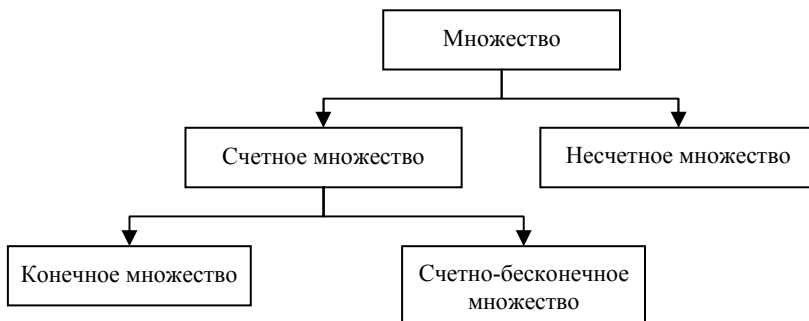 Множество
Счетное множество
Несчетное множество
Конечное множество
Счетно-бесконечное
множество